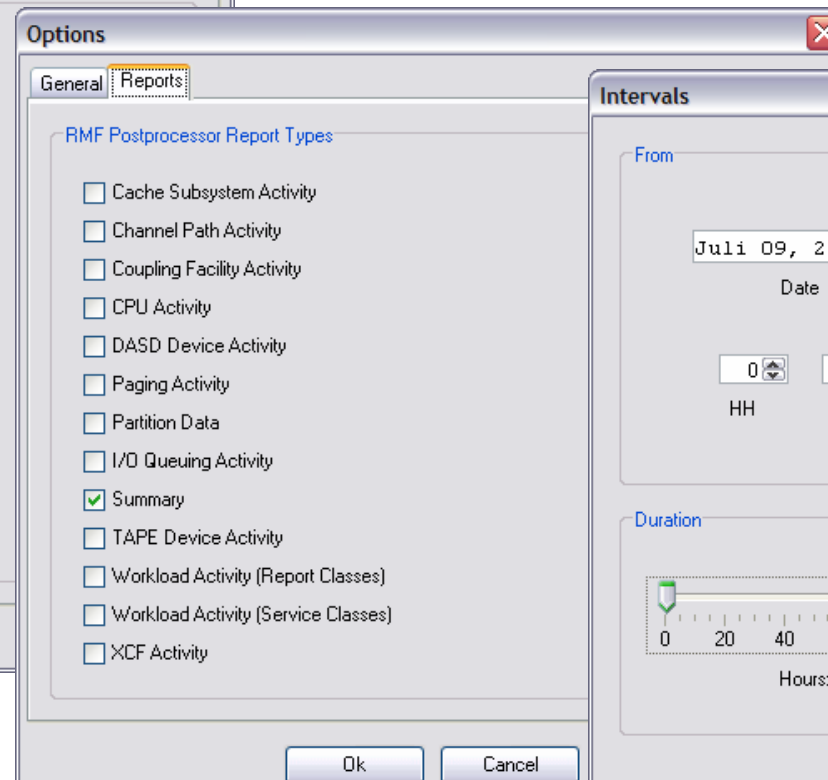 Options
General Reports
RMF Postprocessor Report Types
Cache Subsystem Activity
Channel Path Activity
Coupling Facility Activity
CPU Activity
DASD Device Activity
Paging Activity
Partition Data
I/O Queuing Activity
Summary
TAPE Device Activity
Workload Activity (Report Classes)
Workload Activity (Service Classes)
XCF Activity
Ok Cancel
Intervals
From
Juli 09, 2
Date
0
HH
Duration
0 20 40
Hours: